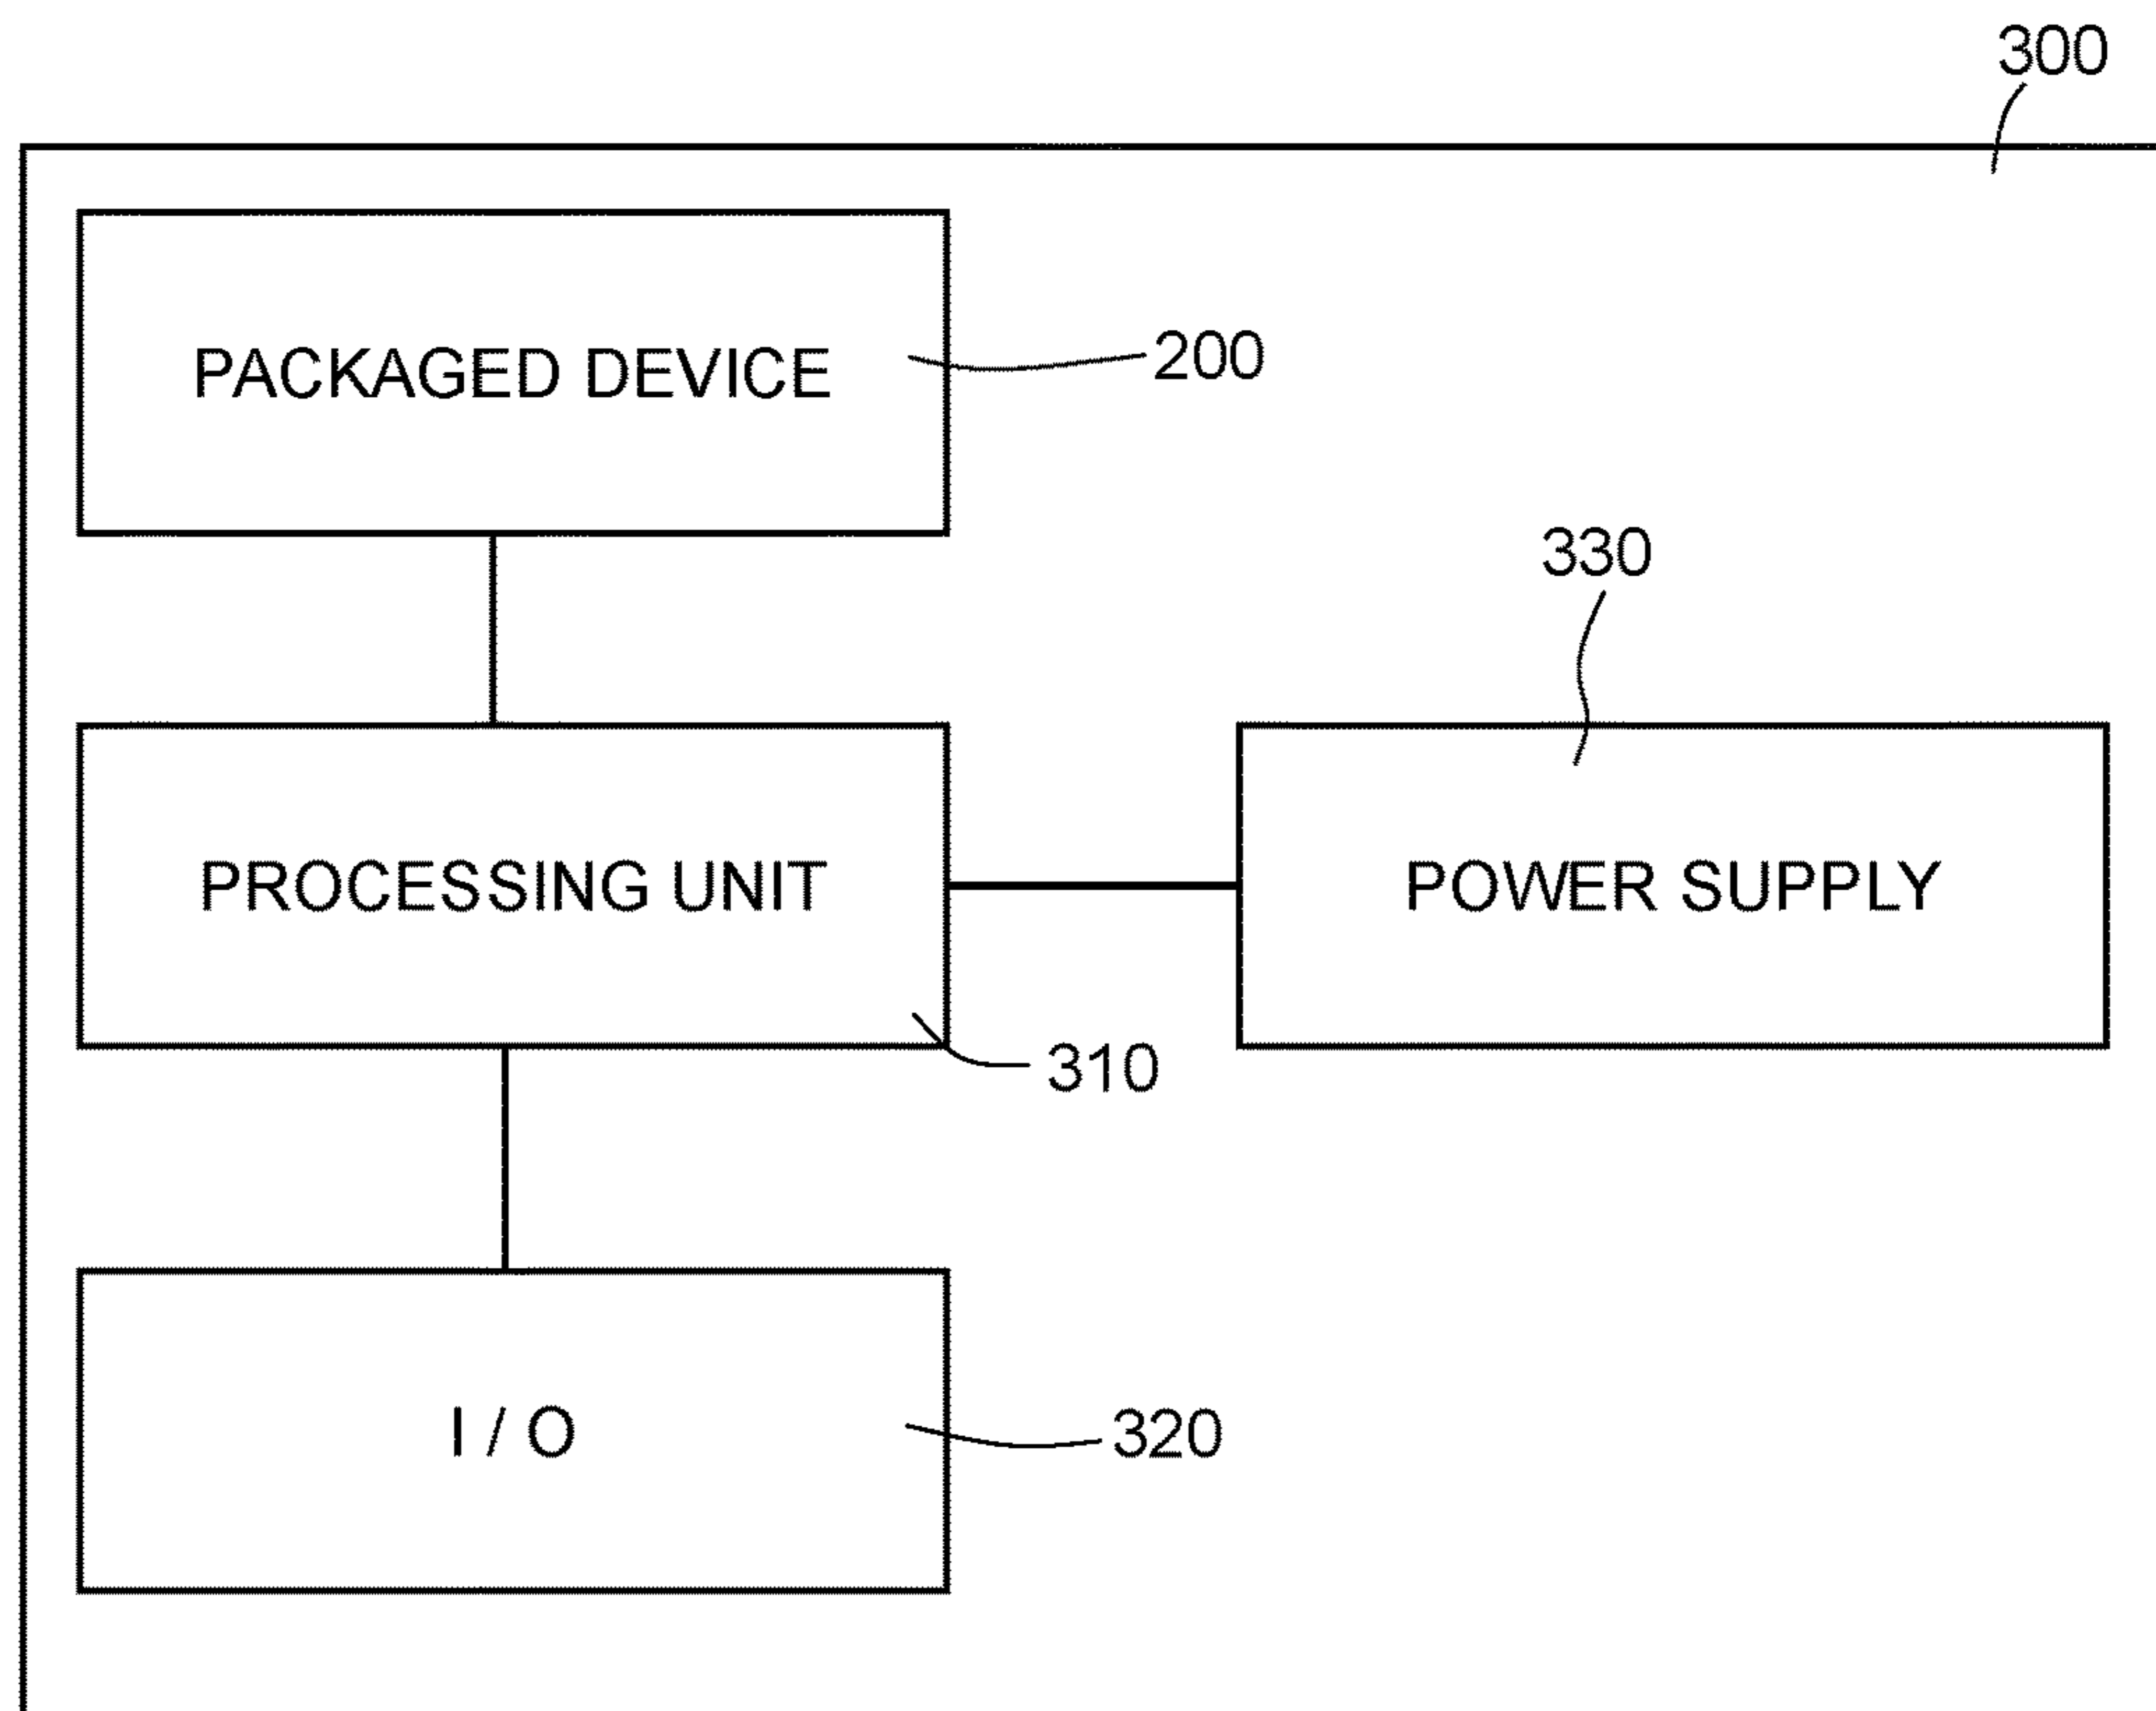 300
PACKAGED DEVICE
200
330
PROCESSING UNIT
POWER SUPPLY
310
I / O
320